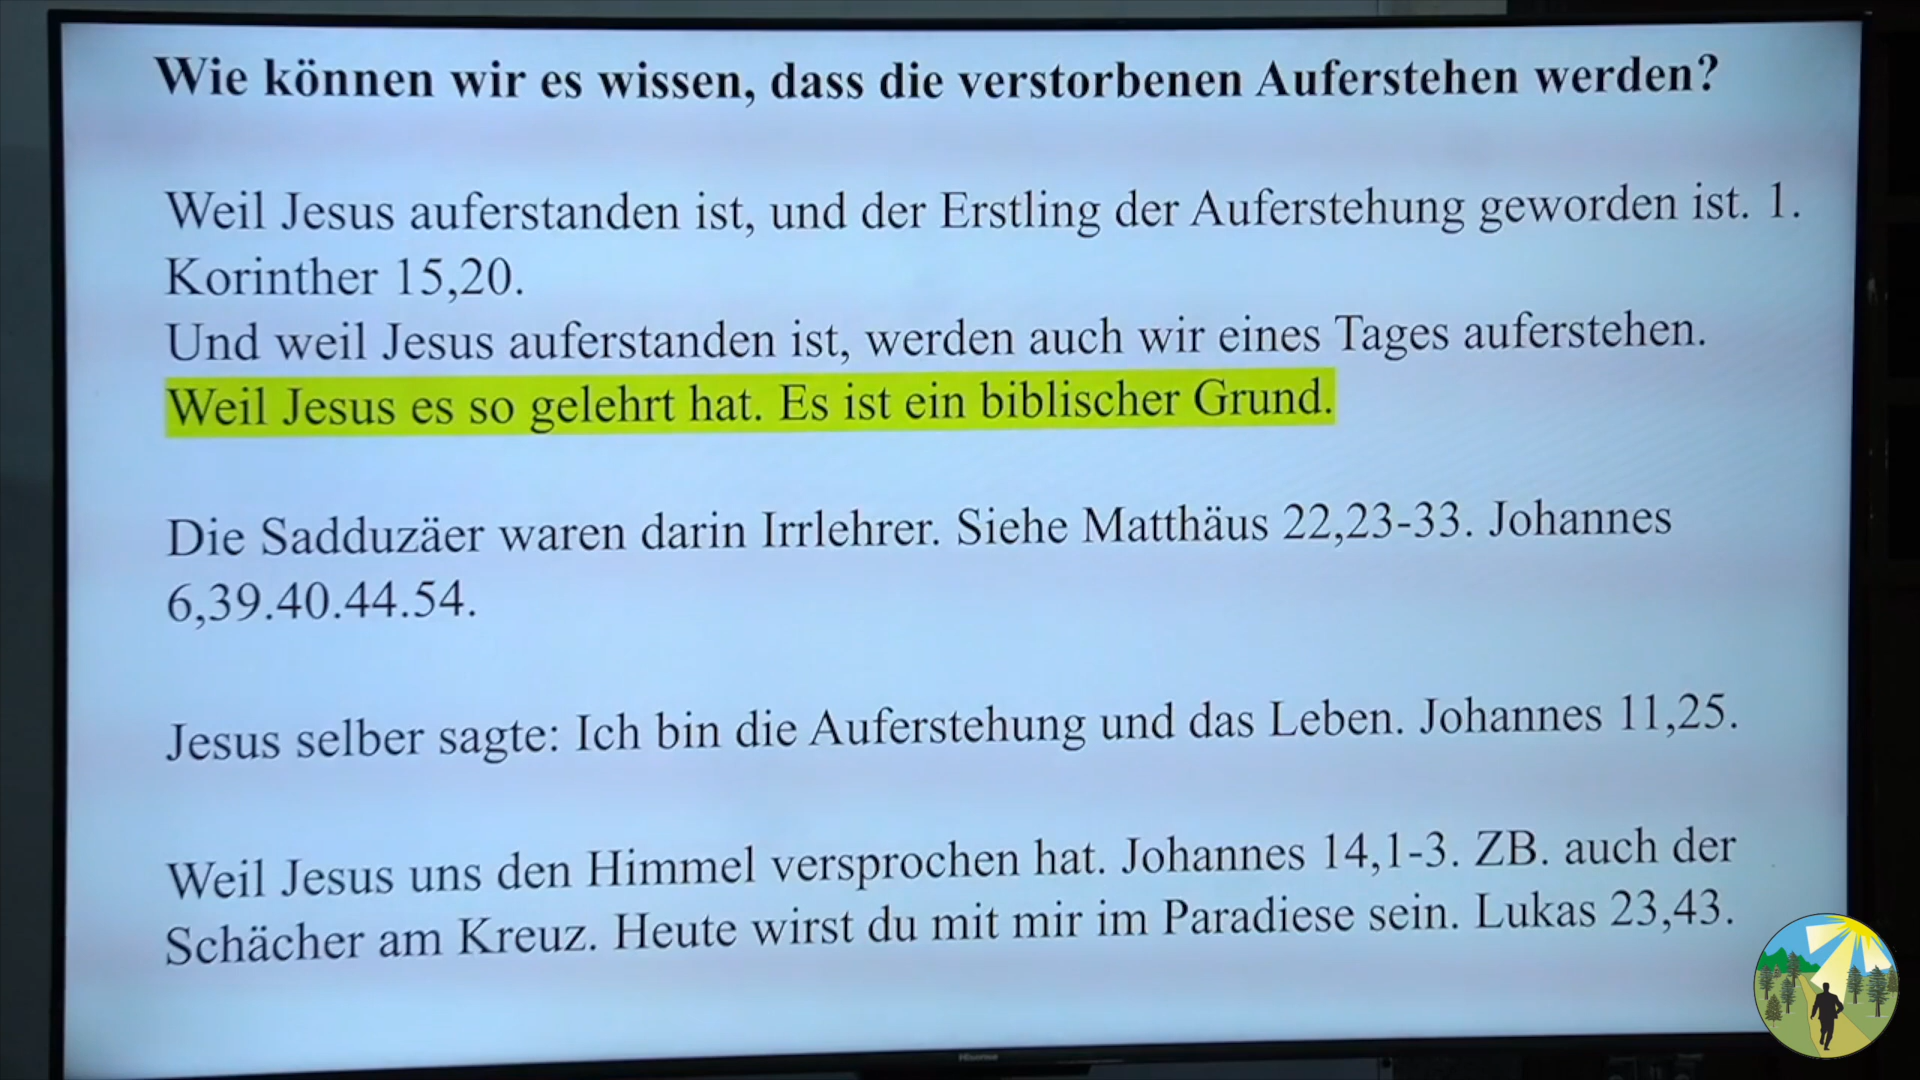 Wie können wir es wissen, dass die verstorbenen Auferstehen werden?
Weil Jesus auferstanden ist, und der Erstling der Auferstehung geworden ist. 1.
Korinther 15,20.
Und weil Jesus auferstanden ist, werden auch wir eines Tages auferstehen.
Weil Jesus es so gelehrt hat. Es ist ein biblischer Grund.
Die Sadduzäer waren darin Irrlehrer. Siehe Matthäus 22,23-33. Johannes
6,39.40.44.54.
Jesus selber sagte: Ich bin die Auferstehung und das Leben. Johannes 11,25.
Weil Jesus uns den Himmel versprochen hat. Johannes 14,1-3. ZB. auch der
Schächer am Kreuz. Heute wirst du mit mir im Paradiese sein. Lukas 23,43.
Hisense